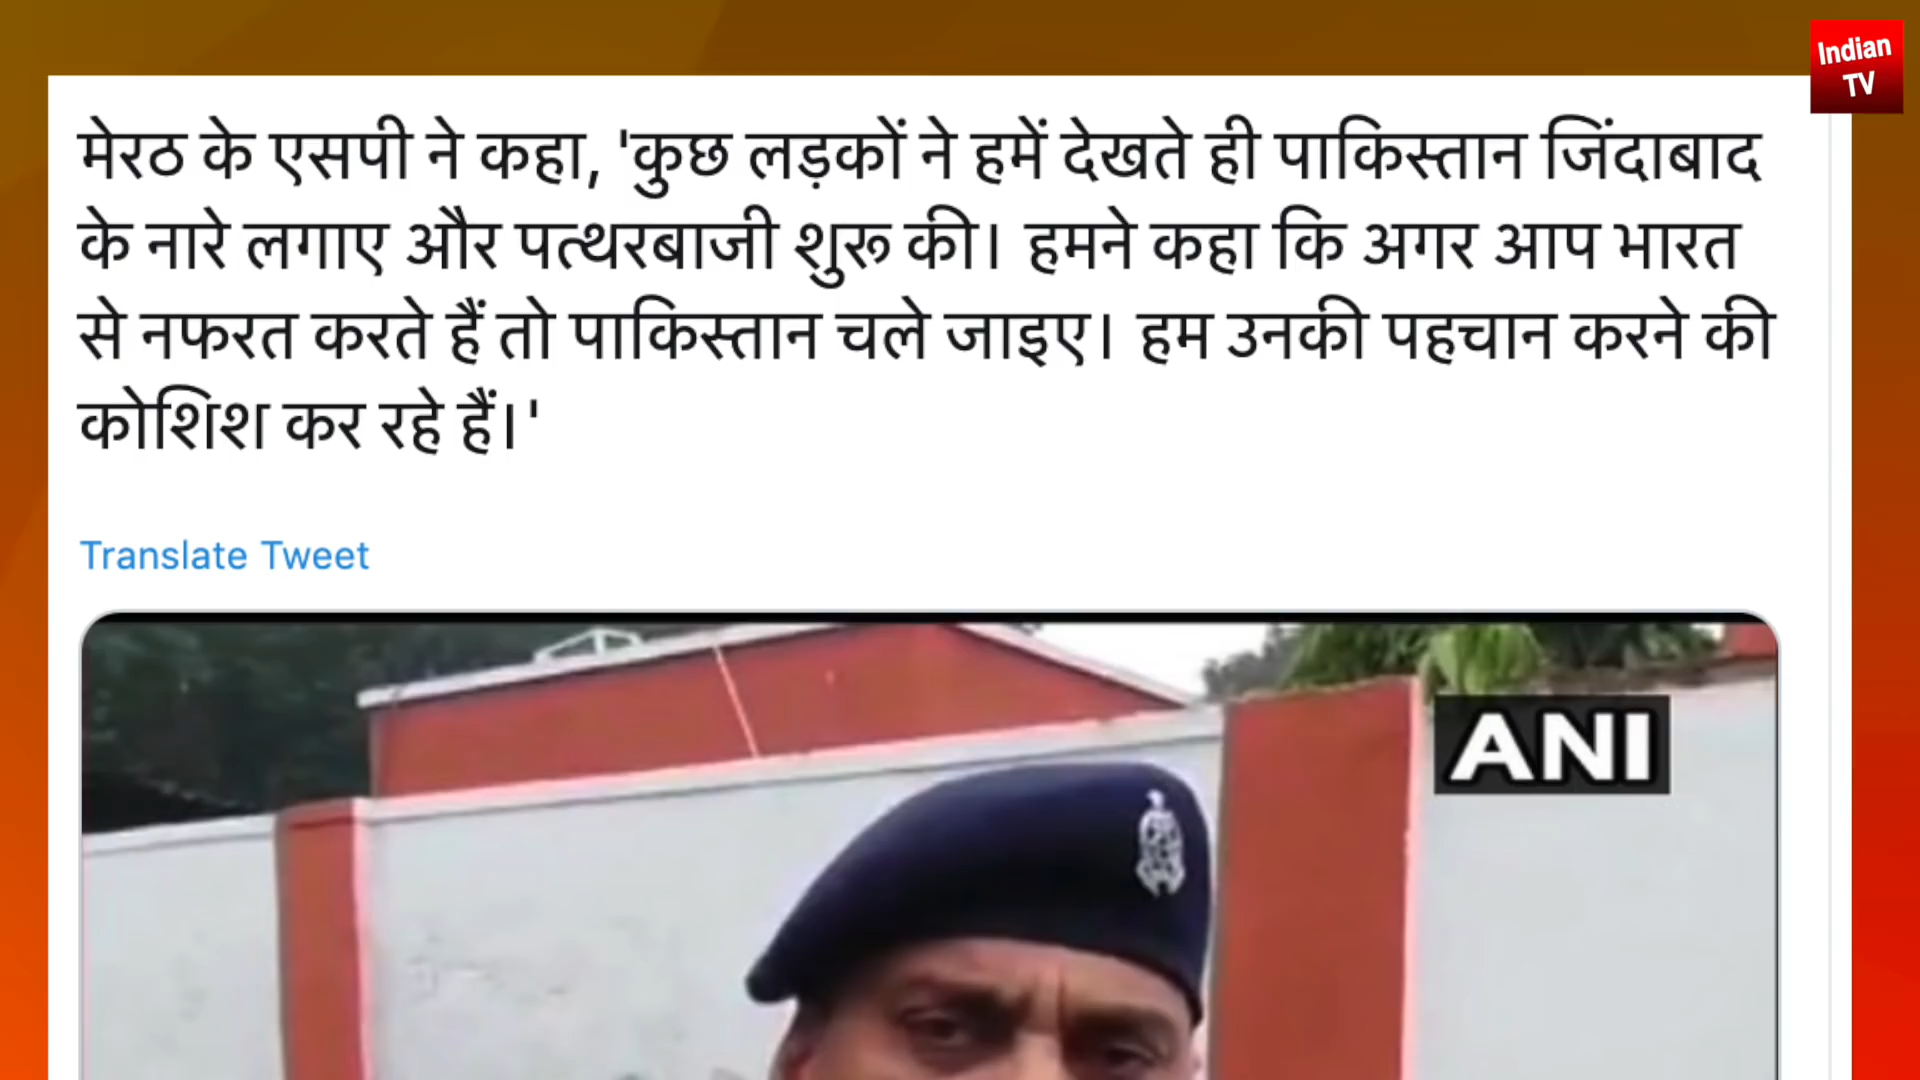 Indian
TV
मेरठ के एसपी ने कहा, 'कुछ लड़कों ने हमें देखते ही पाकिस्तान जिंदाबाद
के नारे लगाए और पत्थरबाजी शुरू की। हमने कहा कि अगर आप भारत
से नफरत करते हैं तो पाकिस्तान चले जाइए। हम उनकी पहचान करने की
कोशिश कर रहे हैं।'
Translate Tweet
ANI